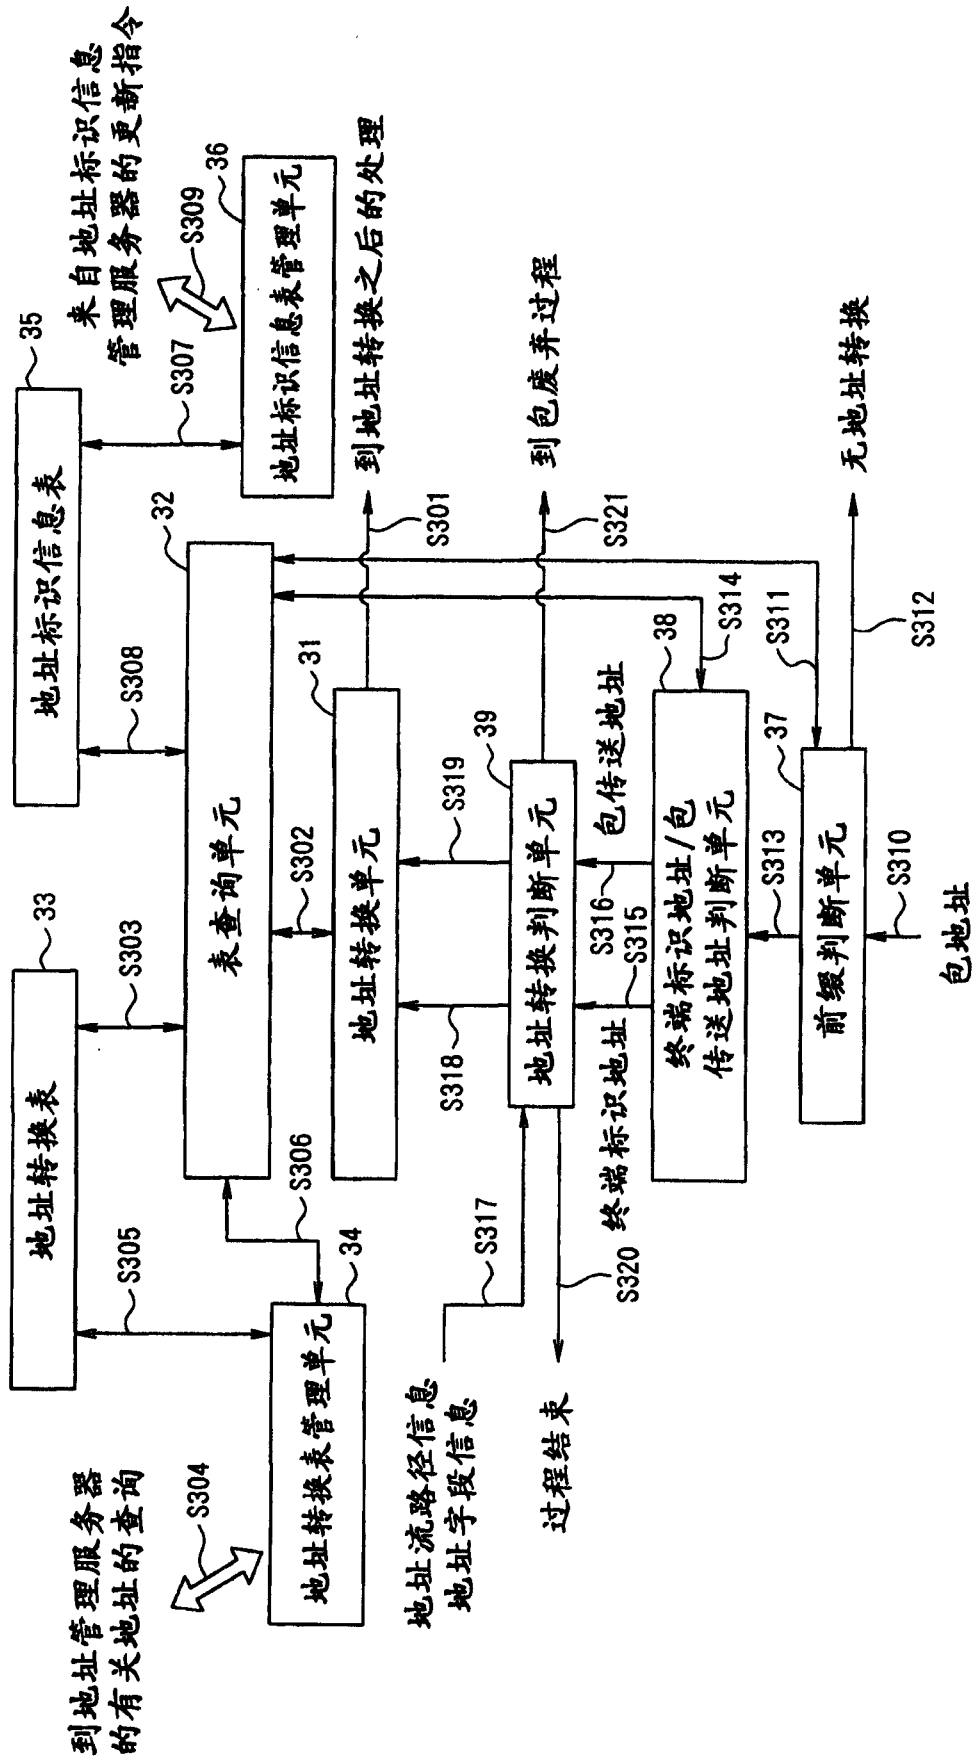 到地址管理服务器
的有关地址的查询
S304
地址转换表
33
S305
S303
地址标识信息表
35
S308
S307
来自地址标识信息
管理服务器的更新指令
S309
36
地址标识信息表管理单元
表查询单元
32
S306
S302
地址转换表管理单元
34
地址转换单元
31
S301
到地址转换之后的处理
S318
S319
地址流路径信息
地址字段信息
S317
地址转换判断单元
39
S321
到包废弃过程
过程结束
S320
终端标识地址
S315
S316
包传送地址
终端标识地址/包
传送地址判断单元
38
S314
S313
S311
前缀判断单元
37
S312
无地址转换
S310
包地址